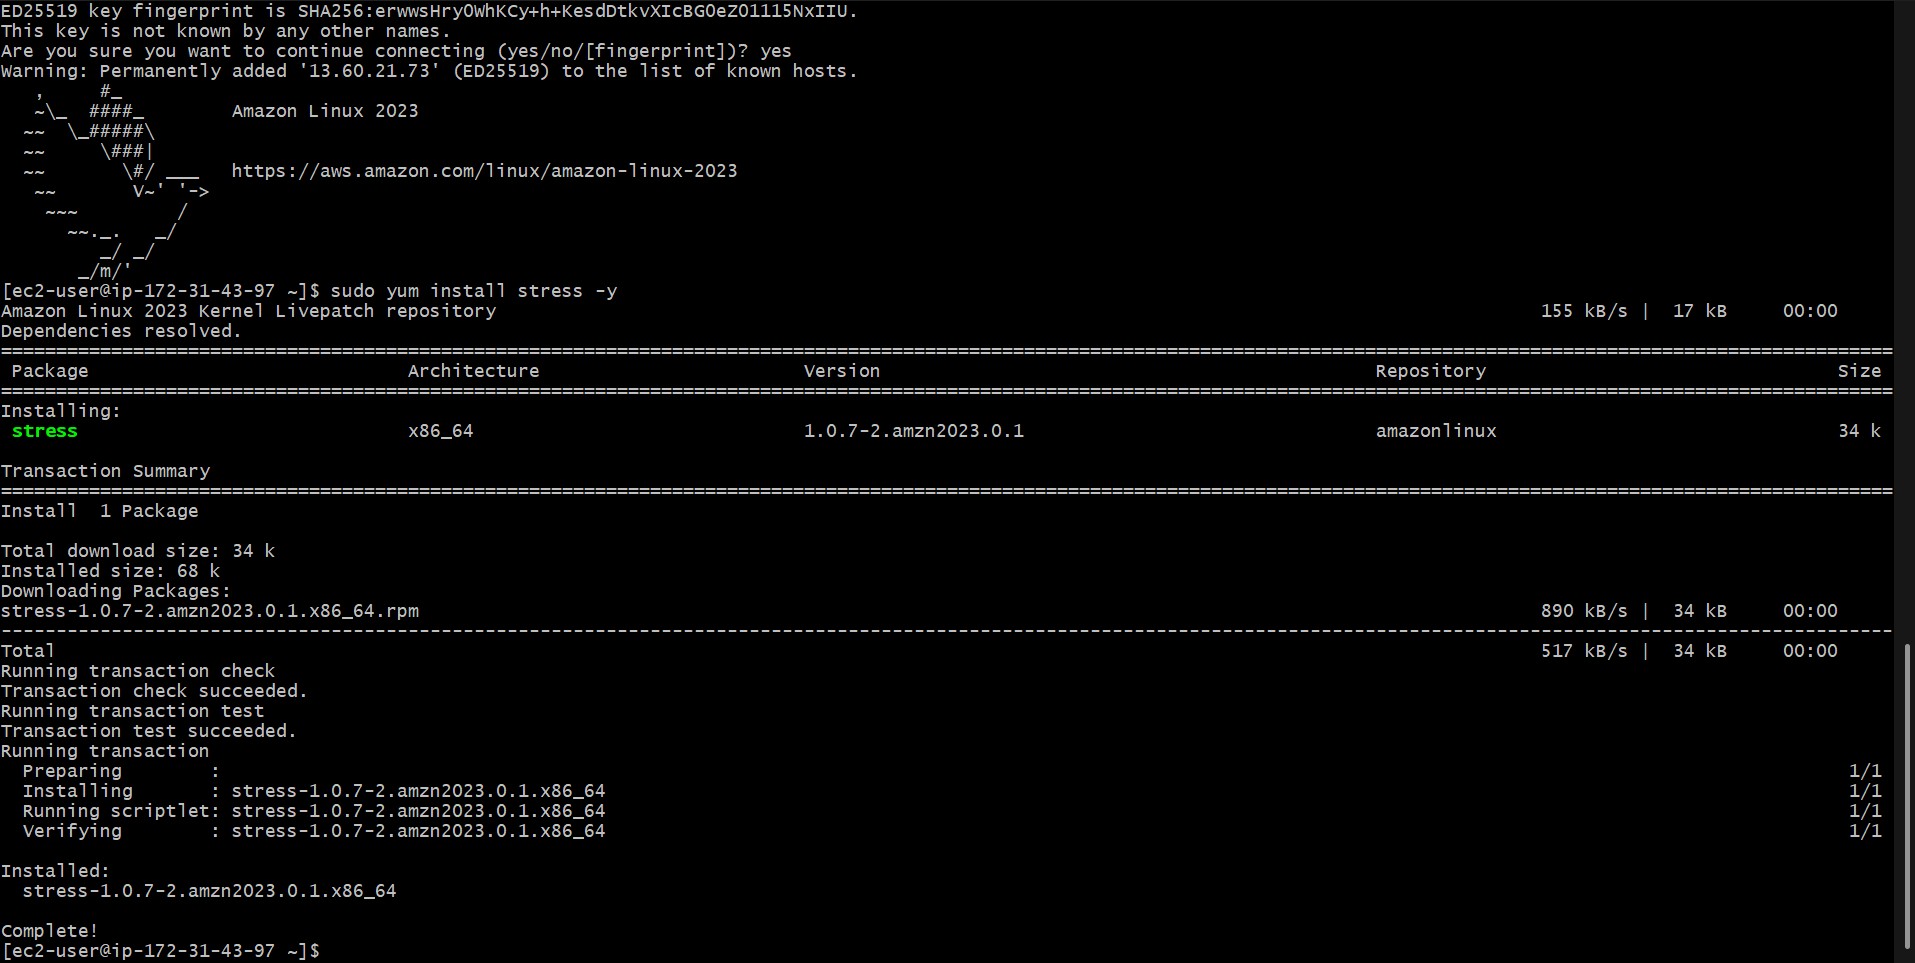 ED25519 key fingerprint is SHA256:erwwsHryOWhKCy+h+KesdDtkvXIcBGOeZO1115NxIIU.
This key is not known by any other names.
Are you sure you want to continue connecting (yes/no/[fingerprint])? yes
Warning: Permanently added '13.60.21.73' (ED25519) to the list of known hosts.
   ,     #_
   ~\_  ####_        Amazon Linux 2023
  ~~  \_#####\
  ~~     \###|
  ~~       \#/ ___   https://aws.amazon.com/linux/amazon-linux-2023
   ~~       V~' '->
    ~~~         /
      ~~._.   _/
         _/ _/
       _/m/'
[ec2-user@ip-172-31-43-97 ~]$ sudo yum install stress -y
Amazon Linux 2023 Kernel Livepatch repository 155 kB/s | 17 kB 00:00
Dependencies resolved.
Package Architecture Version Repository Size
Installing:
stress x86_64 1.0.7-2.amzn2023.0.1 amazonlinux 34 k
Transaction Summary
Install 1 Package
Total download size: 34 k
Installed size: 68 k
Downloading Packages:
stress-1.0.7-2.amzn2023.0.1.x86_64.rpm 890 kB/s | 34 kB 00:00
Total 517 kB/s | 34 kB 00:00
Running transaction check
Transaction check succeeded.
Running transaction test
Transaction test succeeded.
Running transaction
Preparing : 1/1
Installing : stress-1.0.7-2.amzn2023.0.1.x86_64 1/1
Running scriptlet: stress-1.0.7-2.amzn2023.0.1.x86_64 1/1
Verifying : stress-1.0.7-2.amzn2023.0.1.x86_64 1/1
Installed:
stress-1.0.7-2.amzn2023.0.1.x86_64
Complete!
[ec2-user@ip-172-31-43-97 ~]$